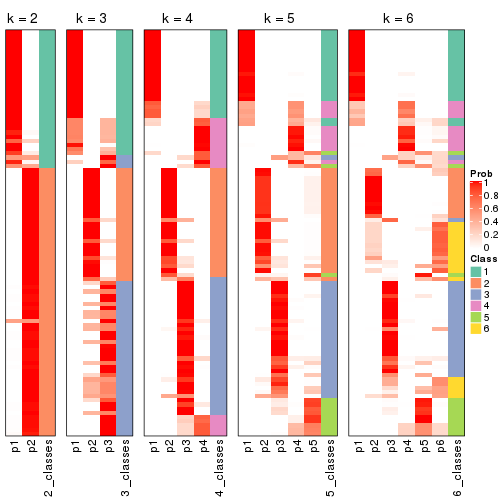 k = 2
k = 3
k = 4
k = 5
k = 6
Prob
1
0.8
0.6
0.4
0.2
0
Class
1
2
3
4
5
6
p1
p2
2_classes
p1
p2
p3
3_classes
p1
p2
p3
p4
4_classes
p1
p2
p3
p4
p5
5_classes
p1
p2
p3
p4
p5
p6
6_classes